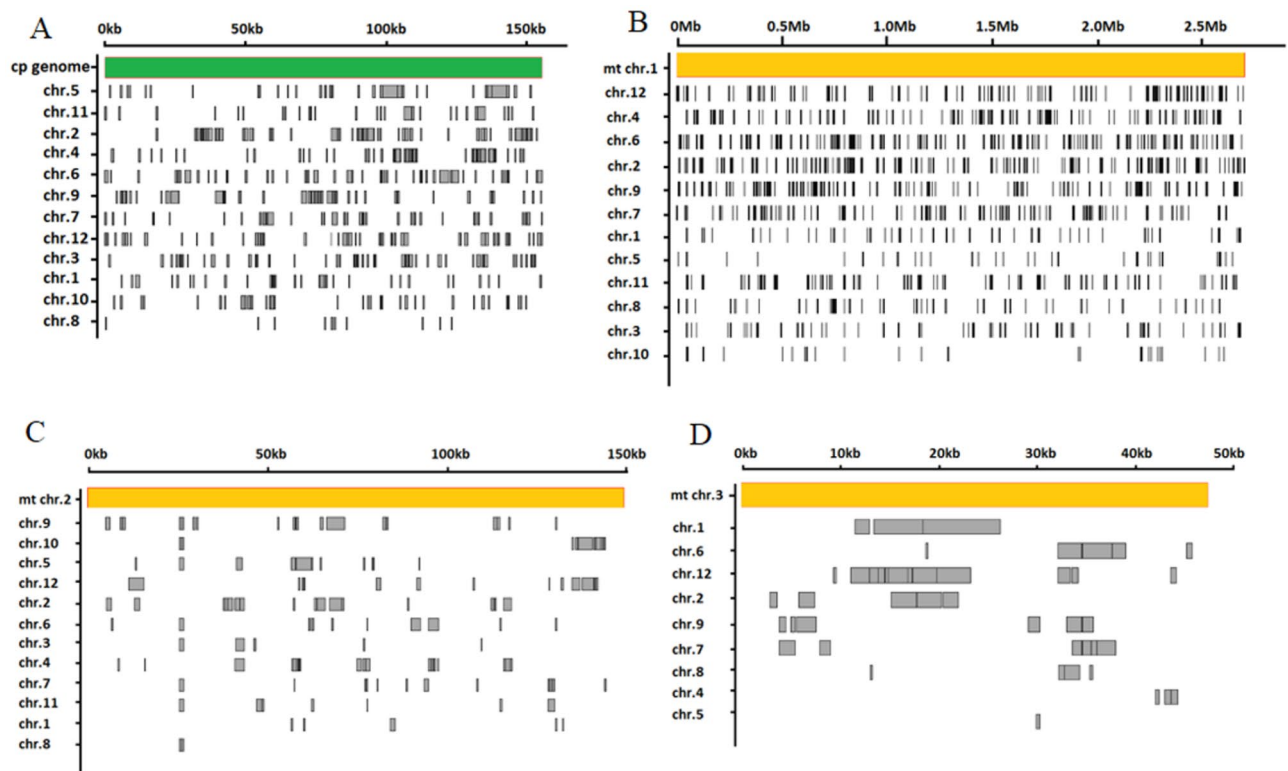 A
0kb 50kb 100kb 150kb
cp genome
chr.5
chr.11
chr.2
chr.4
chr.6
chr.9
chr.7
chr.12
chr.3
chr.1
chr.10
chr.8
B
0Mb 0.5Mb 1.0Mb 1.5Mb 2.0Mb 2.5Mb
mt chr.1
chr.12
chr.4
chr.6
chr.2
chr.9
chr.7
chr.1
chr.5
chr.11
chr.8
chr.3
chr.10
C
0kb 50kb 100kb 150kb
mt chr.2
chr.9
chr.10
chr.5
chr.12
chr.2
chr.6
chr.3
chr.4
chr.7
chr.11
chr.1
chr.8
D
0kb 10kb 20kb 30kb 40kb 50kb
mt chr.3
chr.1
chr.6
chr.12
chr.2
chr.9
chr.7
chr.8
chr.4
chr.5